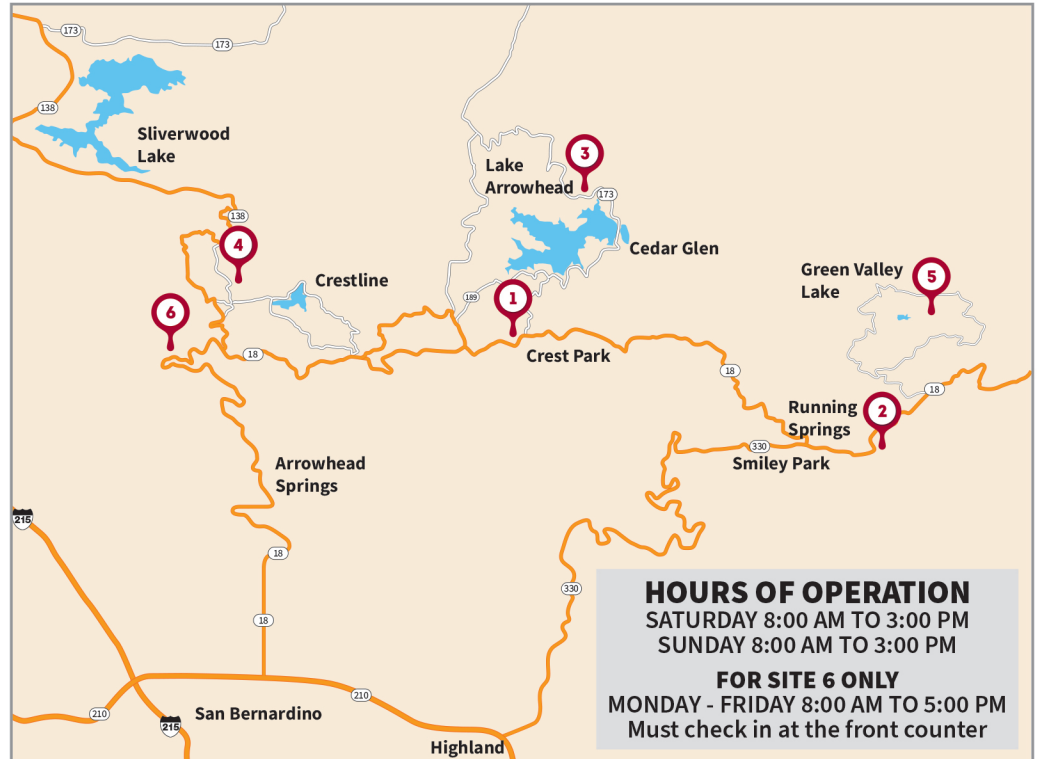 173
173
138
Sliverwood
Lake
3
Lake
Arrowhead
173
138
4
Cedar Glen
Green Valley
Lake
5
Crestline
189
1
6
18
Crest Park
18
18
Running
Springs
2
330
Smiley Park
Arrowhead
Springs
215
18
330
18
HOURS OF OPERATION
SATURDAY 8:00 AM TO 3:00 PM
SUNDAY 8:00 AM TO 3:00 PM
FOR SITE 6 ONLY
MONDAY - FRIDAY 8:00 AM TO 5:00 PM
Must check in at the front counter
210
210
San Bernardino
215
Highland